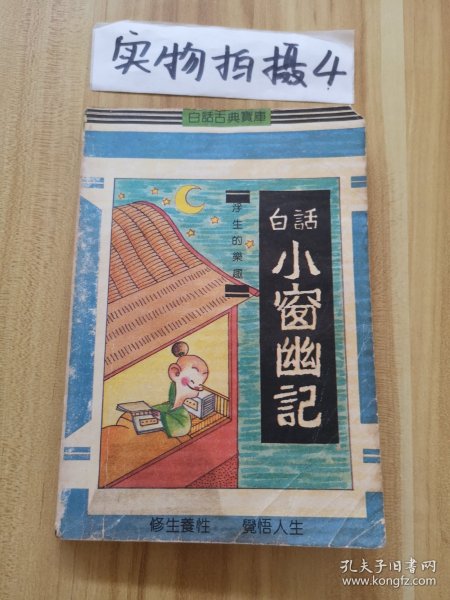 实物拍摄4
白話古典寶庫
白話
小窗幽記
浮生的樂趣
修生養性 覺悟人生
孔夫子旧书网
www.kongfz.com